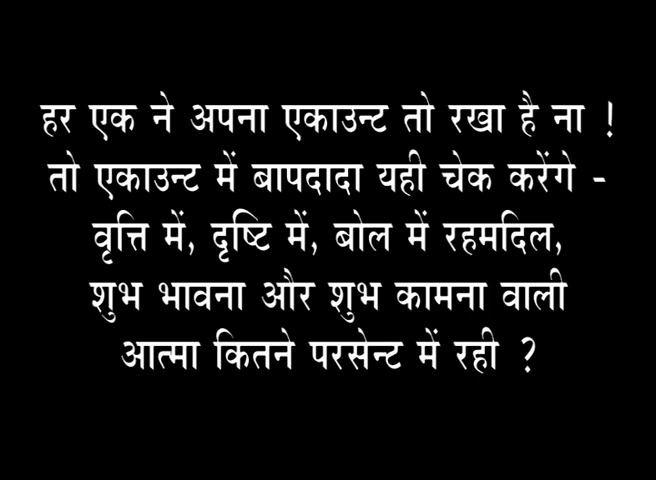 हर एक ने अपना एकाउन्ट तो रखा है ना !
तो एकाउन्ट में बापदादा यही चेक करेंगे -
वृत्ति में, दृष्टि में, बोल में रहमदिल,
शुभ भावना और शुभ कामना वाली
आत्मा कितने परसेन्ट में रही ?